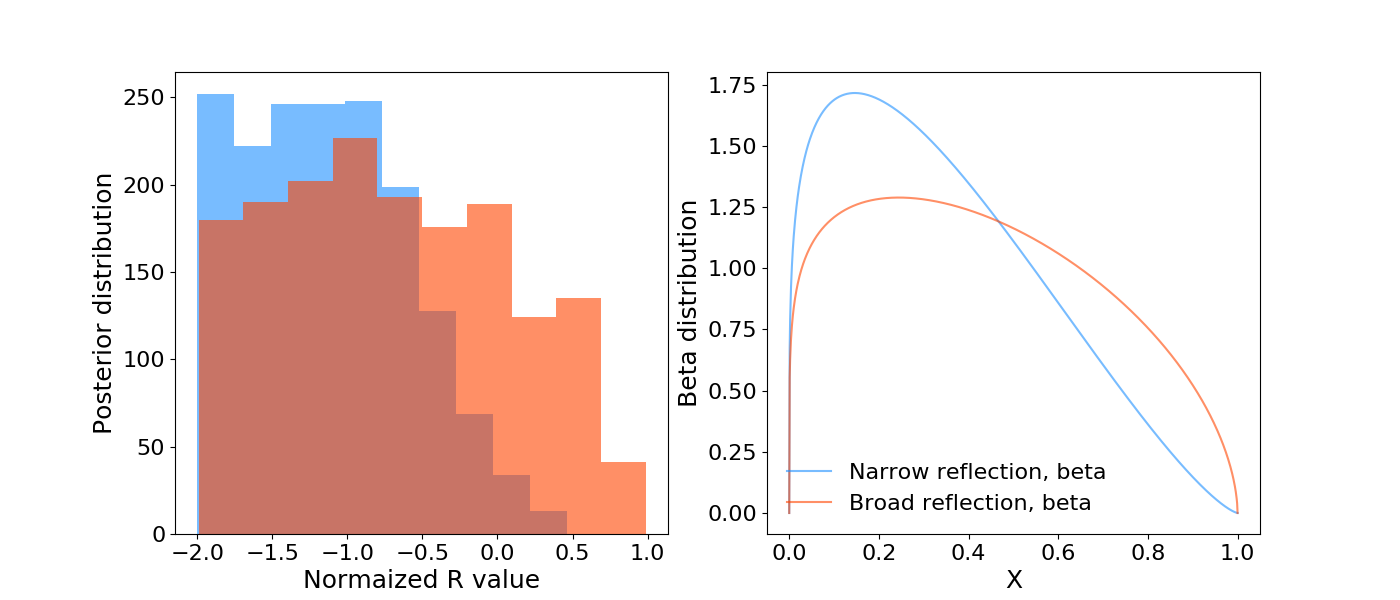 Posterior distribution
250
200
150
100
50
0
−2.0 −1.5 −1.0 −0.5 0.0 0.5 1.0
Normaized R value
Beta distribution
1.75
1.50
1.25
1.00
0.75
0.50
0.25
0.00
Narrow reflection, beta
Broad reflection, beta
0.0 0.2 0.4 0.6 0.8 1.0
X